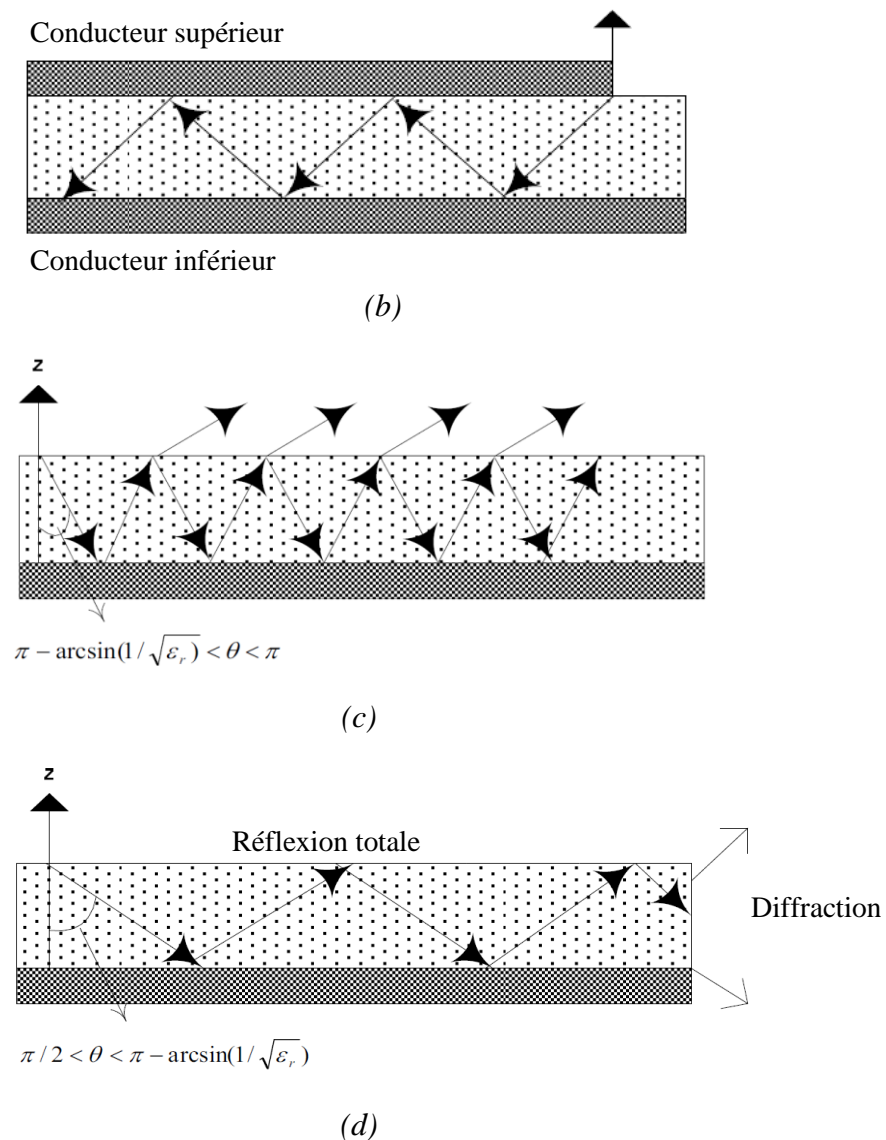 Conducteur supérieur
Conducteur inférieur
(b)
z
π − arcsin(1/√ε_r) < θ < π
(c)
z
Réflexion totale
Diffraction
π/2 < θ < π − arcsin(1/√ε_r)
(d)